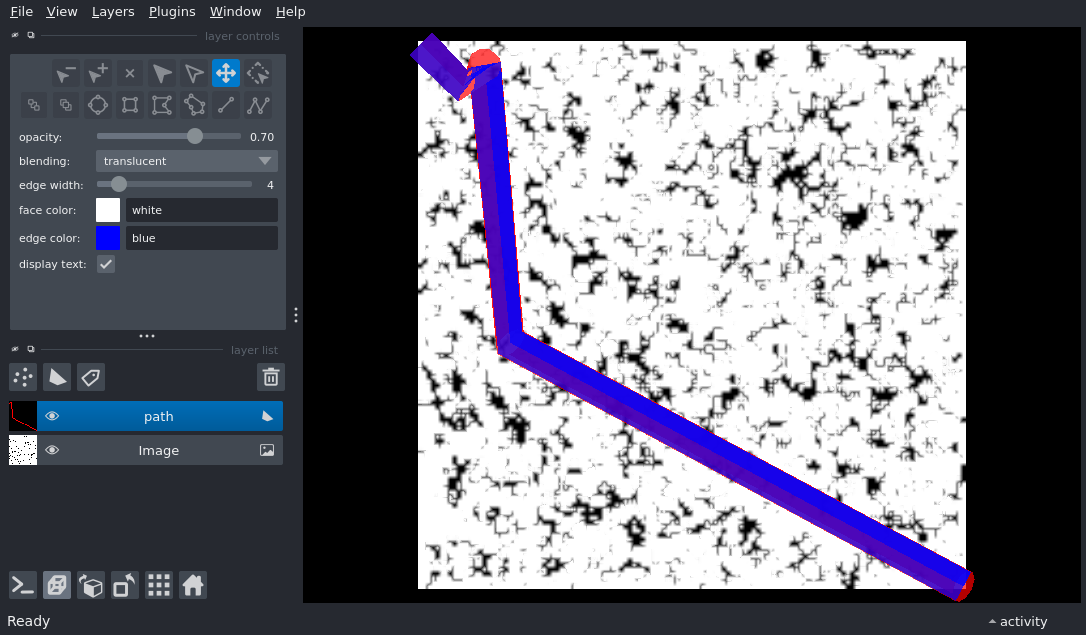 File View Layers Plugins Window Help
layer controls
opacity: 0.70
blending: translucent
edge width: 4
face color: white
edge color: blue
display text:
layer list
path
Image
Ready
activity